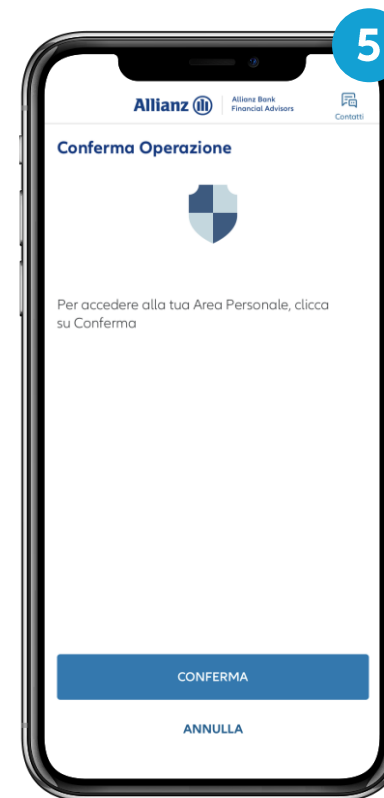 5
Allianz
Allianz Bank
Financial Advisors
Contatti
Conferma Operazione
Per accedere alla tua Area Personale, clicca
su Conferma
CONFERMA
ANNULLA